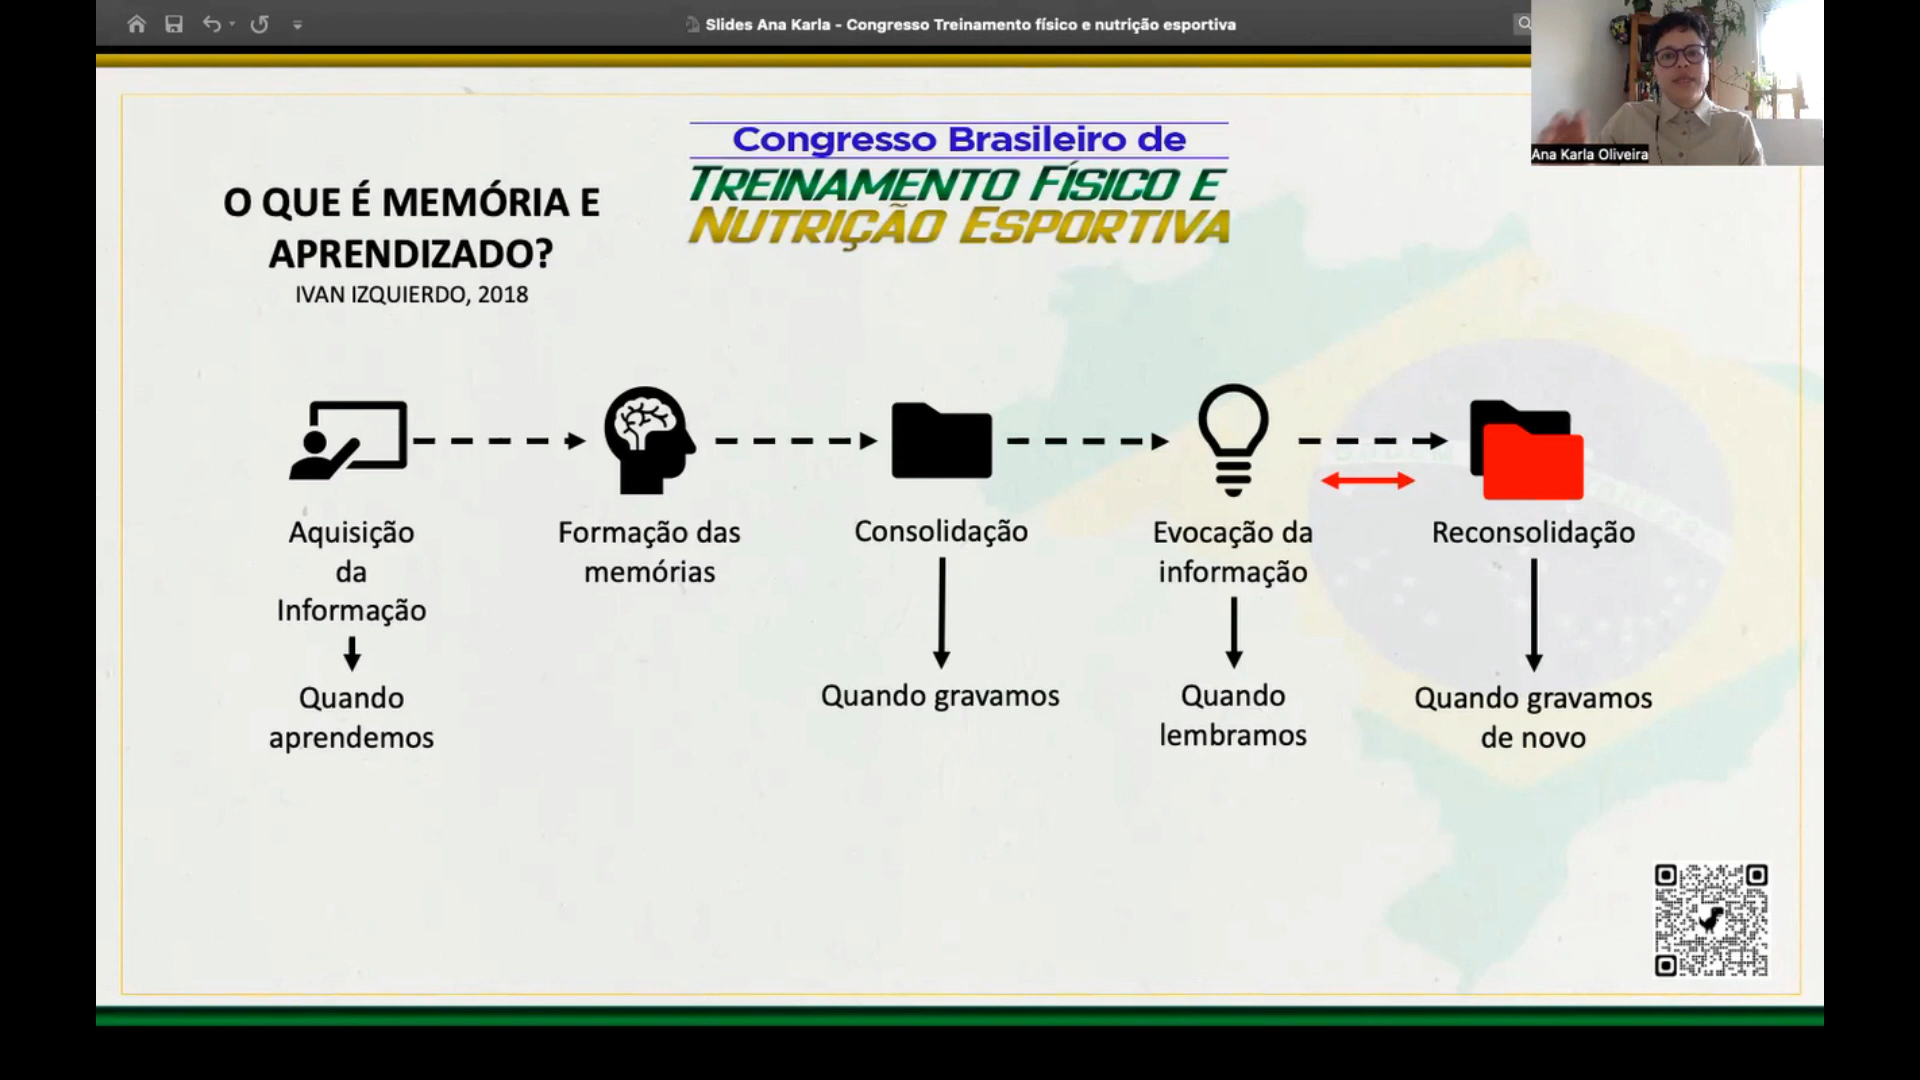 Slides Ana Karla - Congresso Treinamento físico e nutrição esportiva
Ana Karla Oliveira
Congresso Brasileiro de
TREINAMENTO FÍSICO E
NUTRIÇÃO ESPORTIVA
O QUE É MEMÓRIA E
APRENDIZADO?
IVAN IZQUIERDO, 2018
Aquisição
da
Informação
Quando
aprendemos
Formação das
memórias
Consolidação
Quando gravamos
Evocação da
informação
Quando
lembramos
Reconsolidação
Quando gravamos
de novo